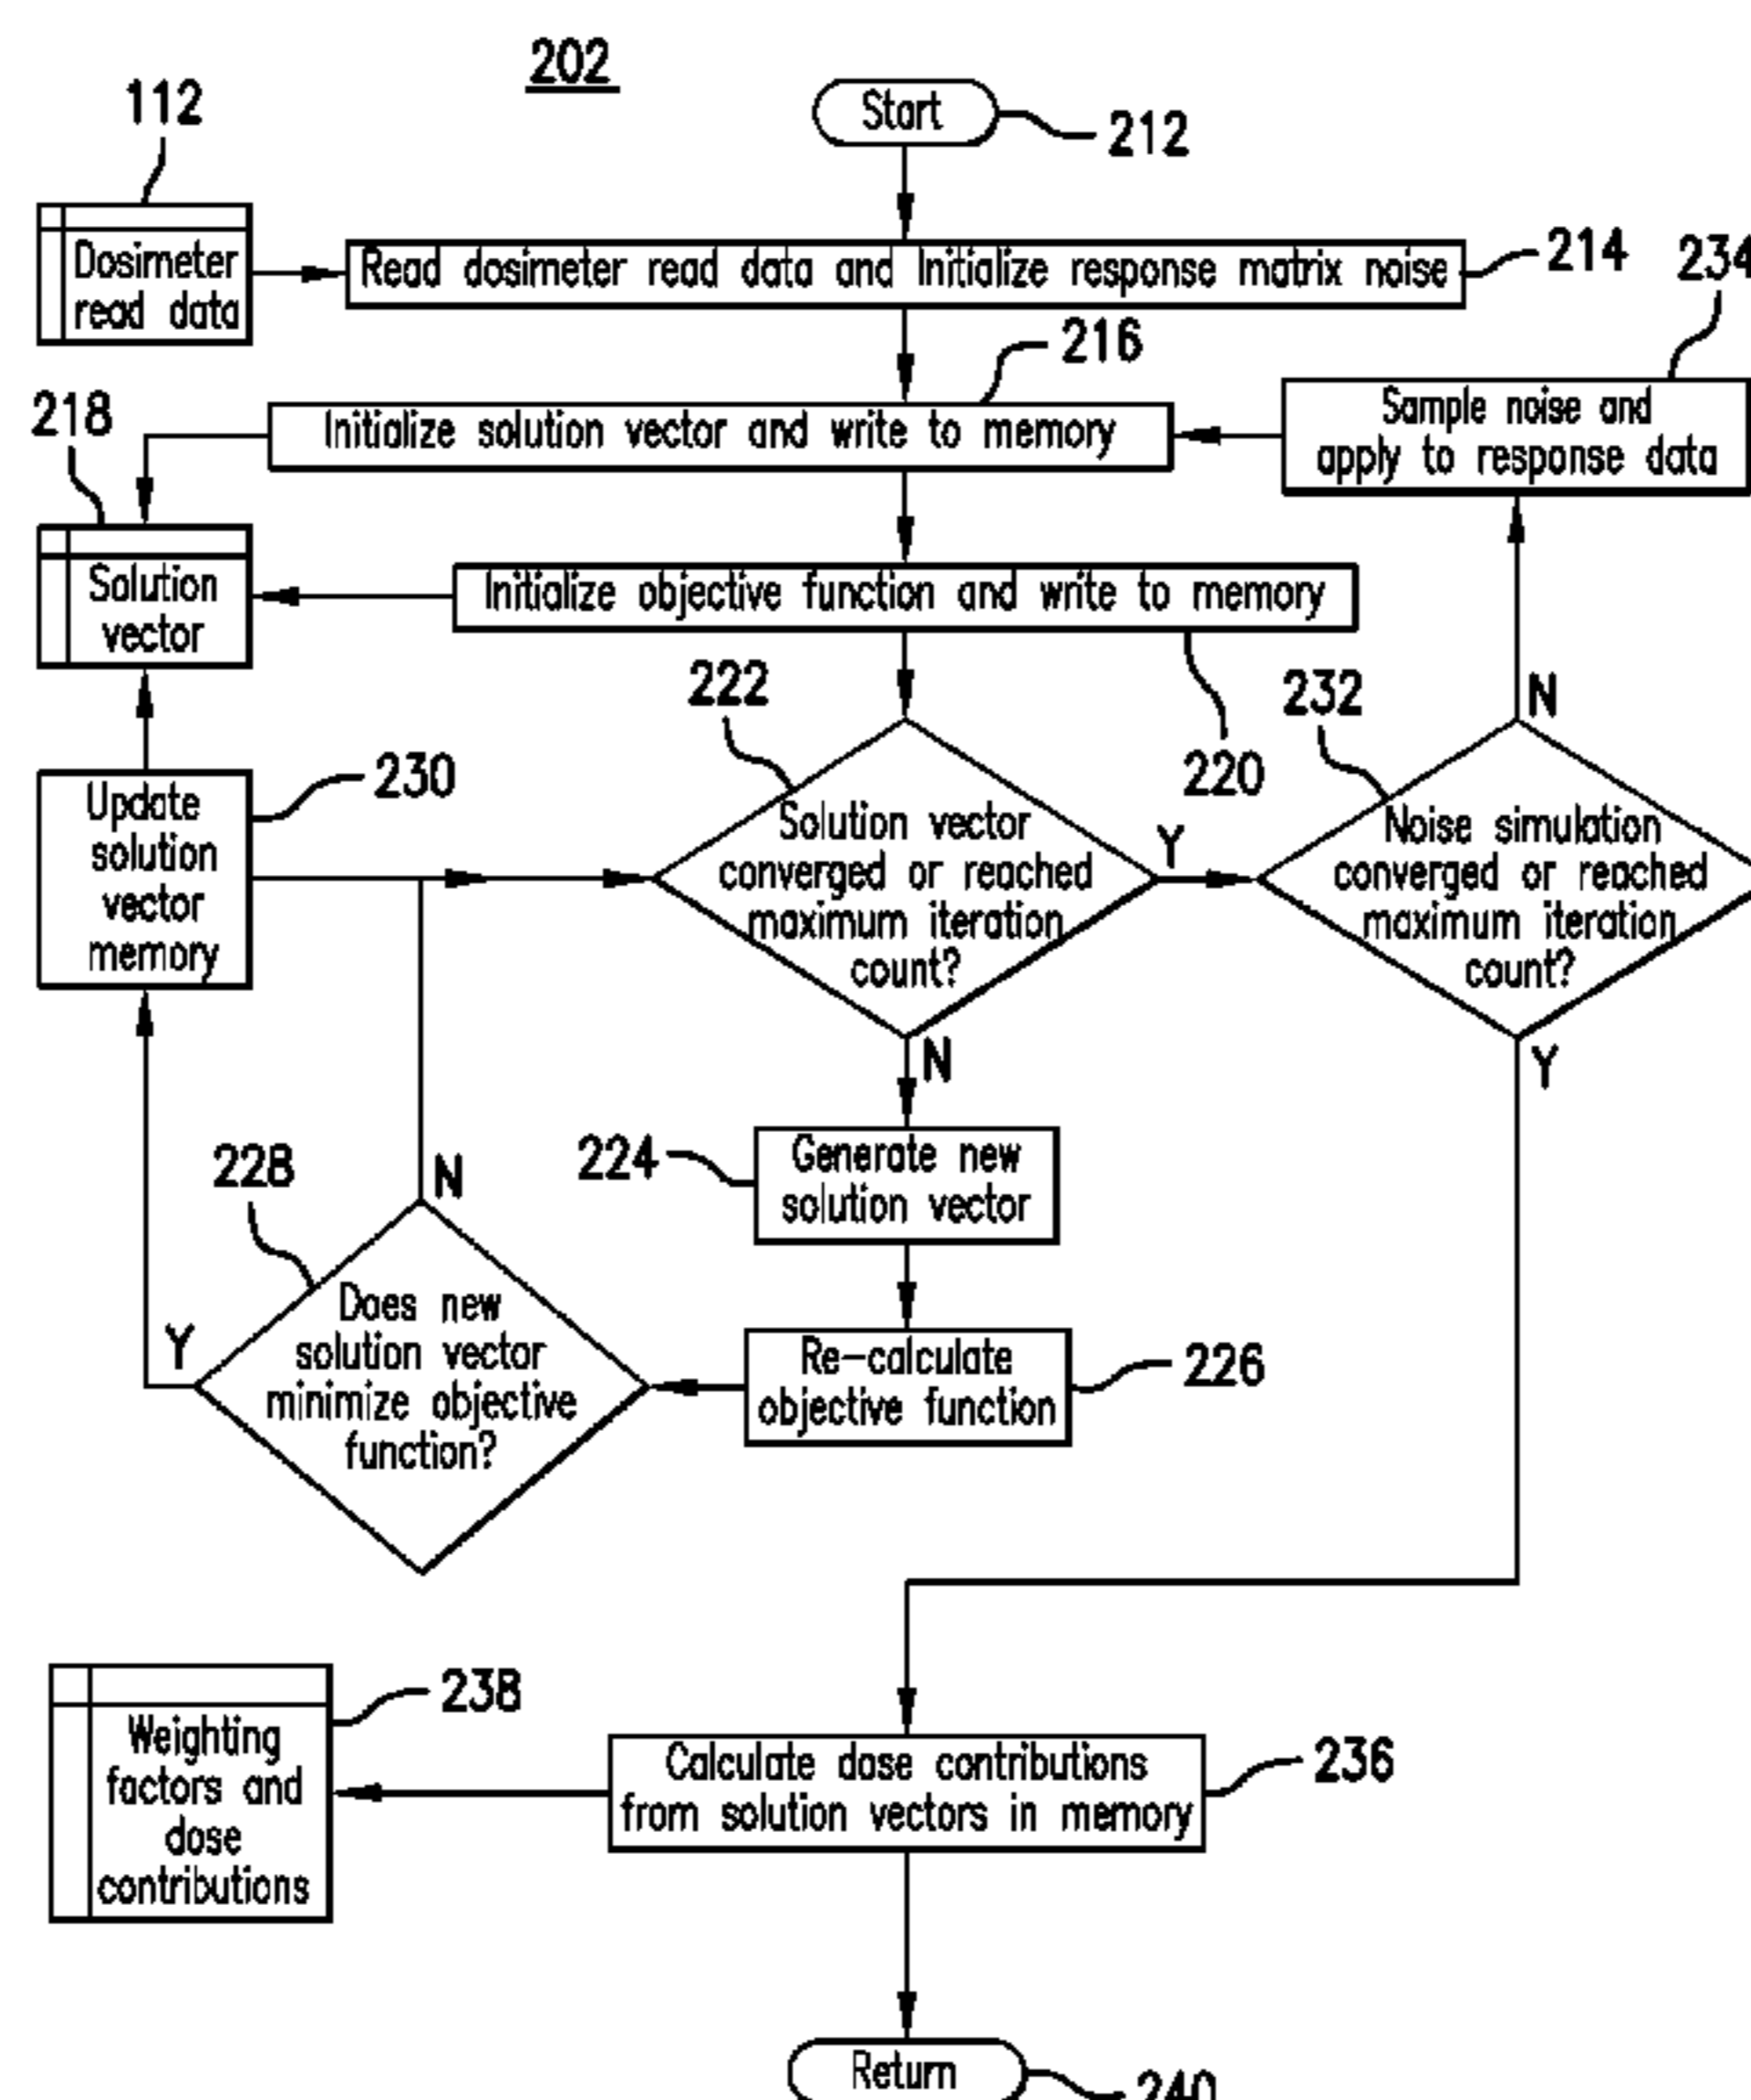 202
112
Start
212
Dosimeter
read data
Read dosimeter read data and Initialize response matrix noise
214
234
216
218
Initialize solution vector and write to memory
Sample noise and
apply to response data
Solution
vector
Initialize objective function and write to memory
222
220
232
N
230
Update
solution
vector
memory
Solution vector
converged or reached
maximum iteration
count?
Y
Noise simulation
converged or reached
maximum iteration
count?
N
Y
228
N
224
Generate new
solution vector
Does new
solution vector
minimize objective
function?
Y
Re-calculate
objective function
226
238
Weighting
factors and
dose
contributions
Calculate dose contributions
from solution vectors in memory
236
Return
240